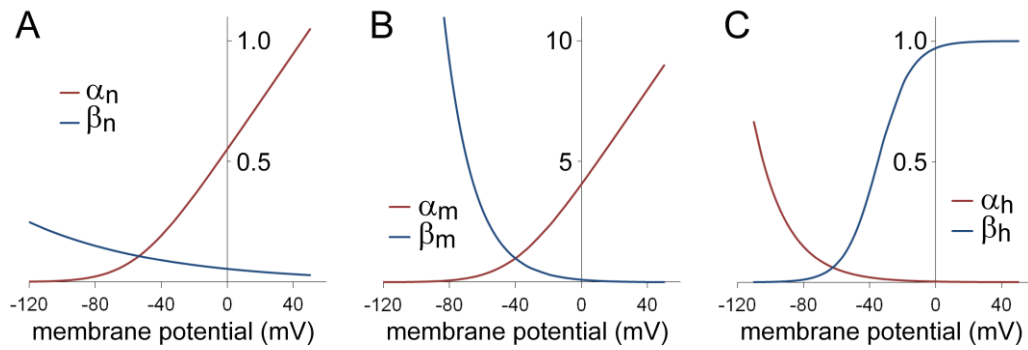 A
1.0
0.5
αn
βn
-120 -80 -40 0 40
membrane potential (mV)
B
10
5
αm
βm
-120 -80 -40 0 40
membrane potential (mV)
C
1.0
0.5
αh
βh
-120 -80 -40 0 40
membrane potential (mV)